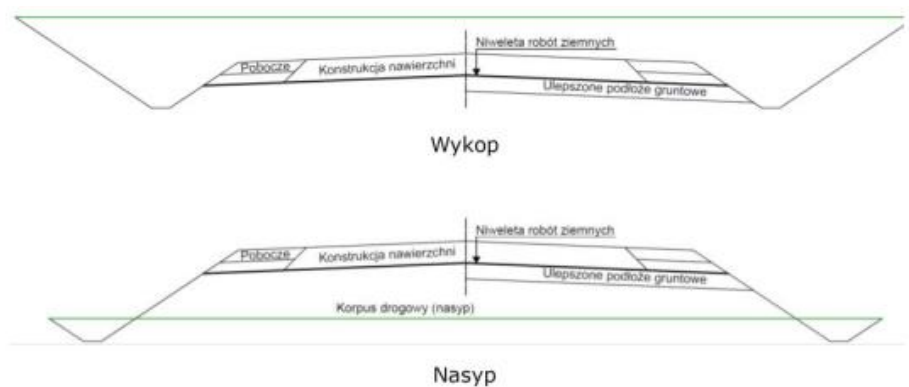 Niweleta robót ziemnych
Pobocze
Konstrukcja nawierzchni
Ulepszone podłoże gruntowe
Wykop
Niweleta robót ziemnych
Pobocze
Konstrukcja nawierzchni
Ulepszone podłoże gruntowe
Korpus drogowy (nasyp)
Nasyp